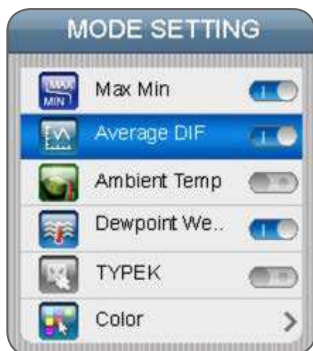 MODE SETTING
MAX
MIN
Max Min
Average DIF
Ambient Temp
Dewpoint We..
TYPEK
Color